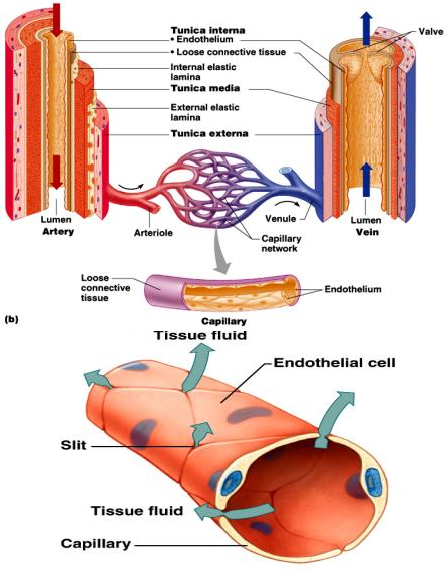 Tunica interna
• Endothelium
• Loose connective tissue
Internal elastic
lamina
Tunica media
External elastic
lamina
Tunica externa
Valve
Lumen
Artery
Arteriole
Venule
Capillary
network
Lumen
Vein
Loose
connective
tissue
Endothelium
Capillary
(b)
Tissue fluid
Endothelial cell
Slit
Tissue fluid
Capillary